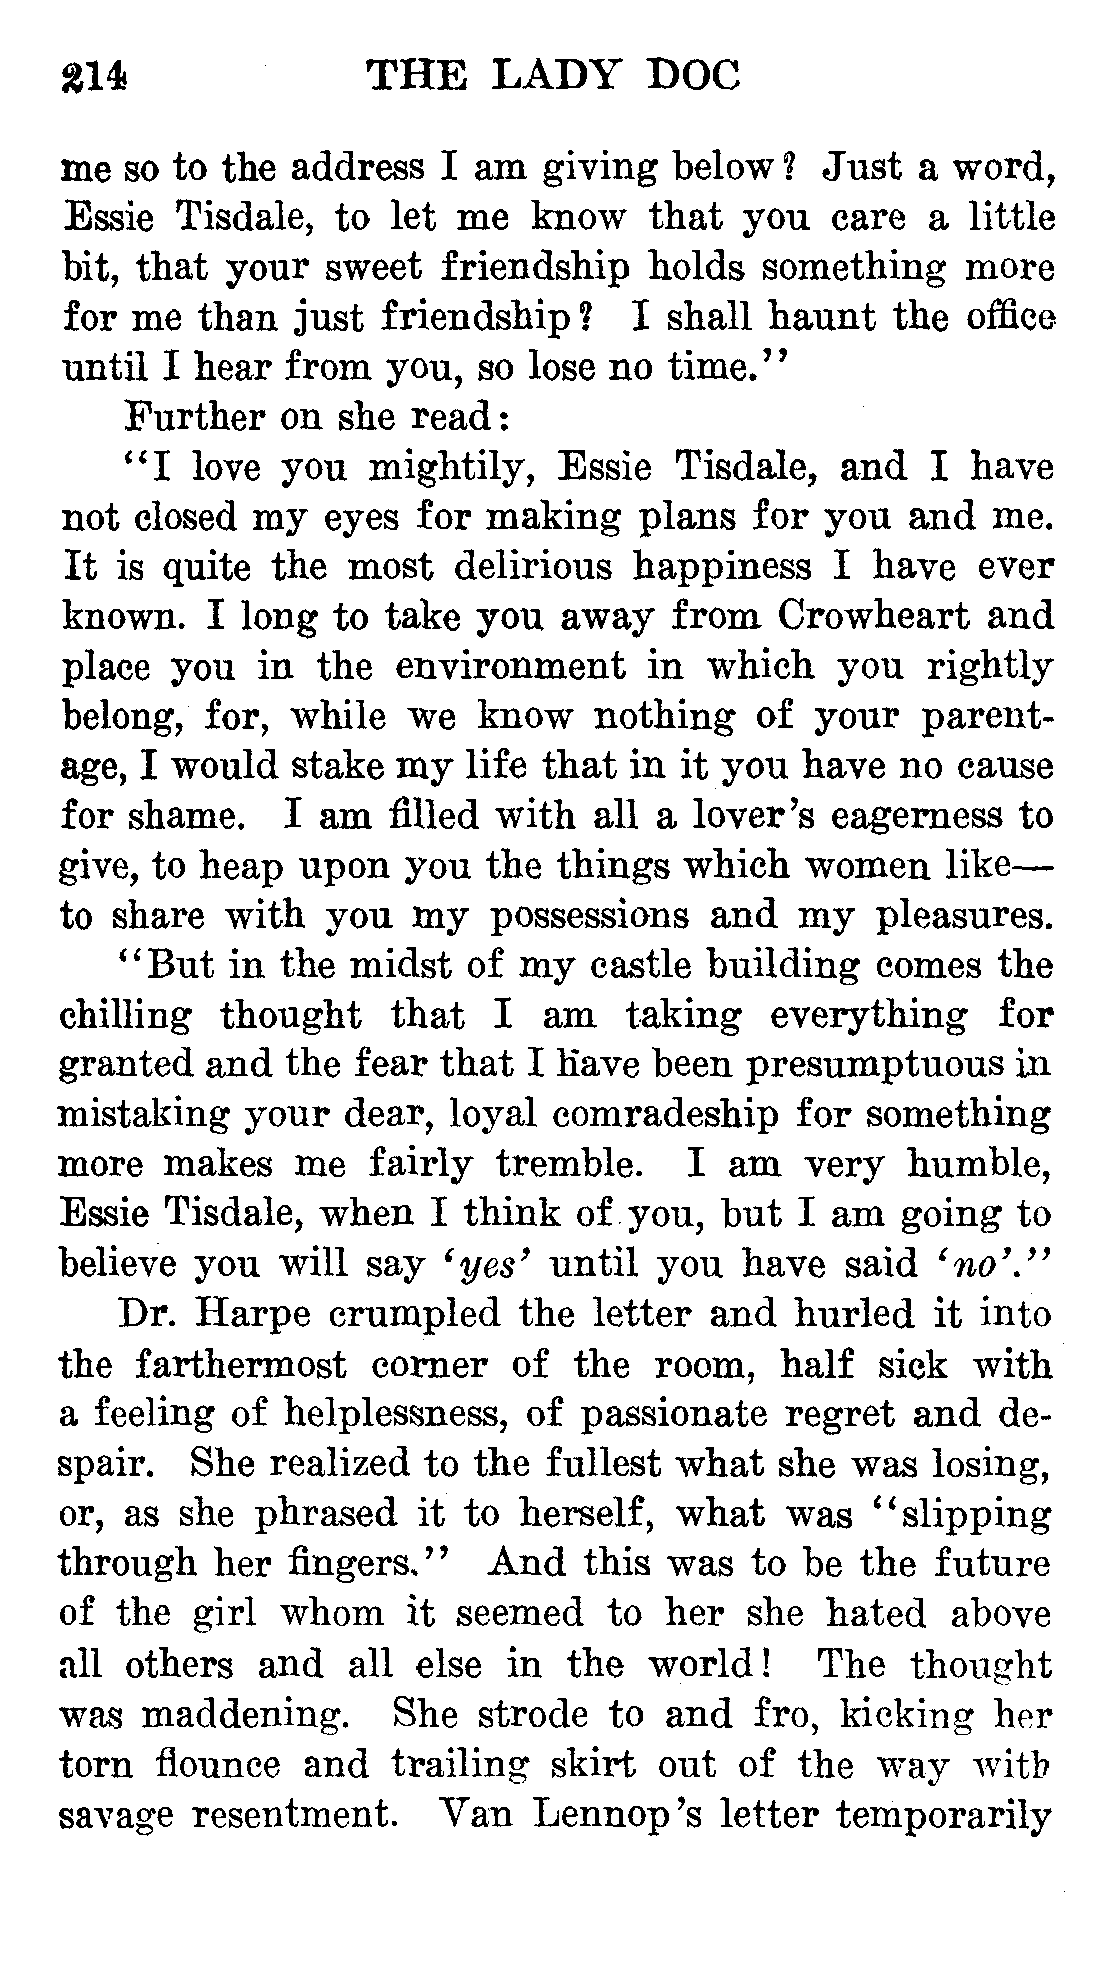 214 THE LADY DOC
me so to the address I am giving below? Just a word,
Essie Tisdale, to let me know that you care a little
bit, that your sweet friendship holds something more
for me than just friendship? I shall haunt the office
until I hear from you, so lose no time.”
Further on she read:
“I love you mightily, Essie Tisdale, and I have
not closed my eyes for making plans for you and me.
It is quite the most delirious happiness I have ever
known. I long to take you away from Crowheart and
place you in the environment in which you rightly
belong, for, while we know nothing of your parent-
age, I would stake my life that in it you have no cause
for shame. I am filled with all a lover’s eagerness to
give, to heap upon you the things which women like—
to share with you my possessions and my pleasures.
“But in the midst of my castle building comes the
chilling thought that I am taking everything for
granted and the fear that I have been presumptuous in
mistaking your dear, loyal comradeship for something
more makes me fairly tremble. I am very humble,
Essie Tisdale, when I think of you, but I am going to
believe you will say ‘yes’ until you have said ‘no’.”
Dr. Harpe crumpled the letter and hurled it into
the farthermost corner of the room, half sick with
a feeling of helplessness, of passionate regret and de-
spair. She realized to the fullest what she was losing,
or, as she phrased it to herself, what was “slipping
through her fingers.” And this was to be the future
of the girl whom it seemed to her she hated above
all others and all else in the world! The thought
was maddening. She strode to and fro, kicking her
torn flounce and trailing skirt out of the way with
savage resentment. Van Lennop’s letter temporarily